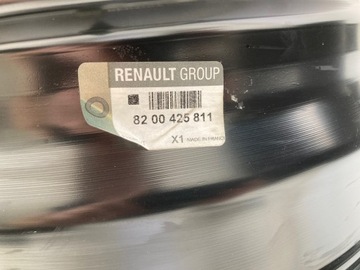 RENAULT GROUP
82 00 425 811
X1 MADE IN FRANCE